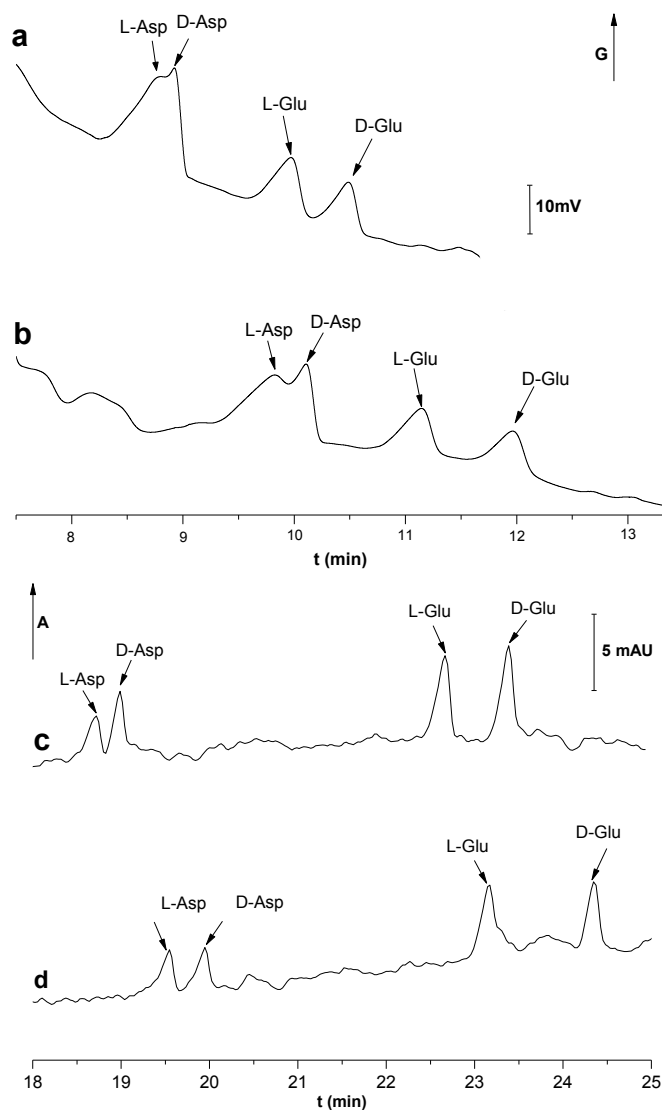 a
L-Asp D-Asp
L-Glu
D-Glu
G
10mV
b
L-Asp
D-Asp
L-Glu
D-Glu
8 9 10 11 12 13
t (min)
A
L-Asp
D-Asp
L-Glu
D-Glu
5 mAU
c
L-Asp
D-Asp
L-Glu
D-Glu
d
18 19 20 21 22 23 24 25
t (min)